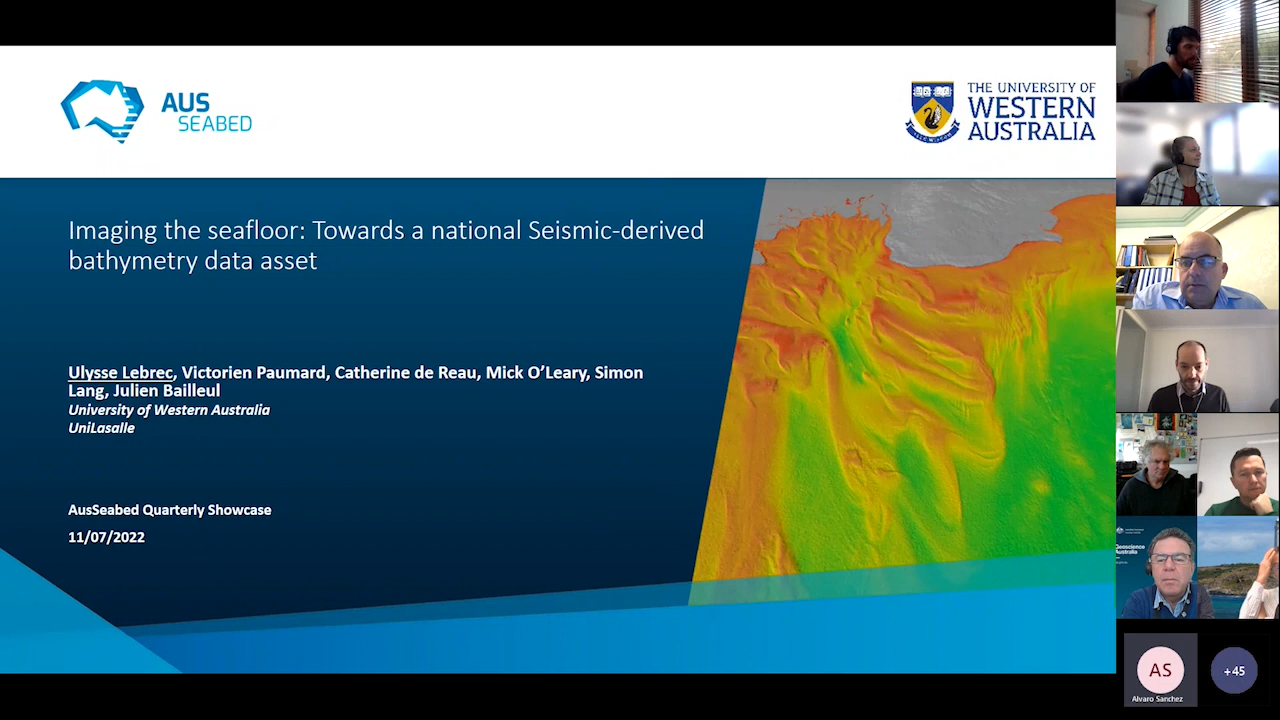 AUS
SEABED
THE UNIVERSITY OF
WESTERN
AUSTRALIA
Imaging the seafloor: Towards a national Seismic-derived
bathymetry data asset
Ulysse Lebrec, Victorien Paumard, Catherine de Reau, Mick O'Leary, Simon
Lang, Julien Bailleul
University of Western Australia
UniLasalle
AusSeabed Quarterly Showcase
11/07/2022
Geoscience
Australia
AS
Alvaro Sanchez
+45